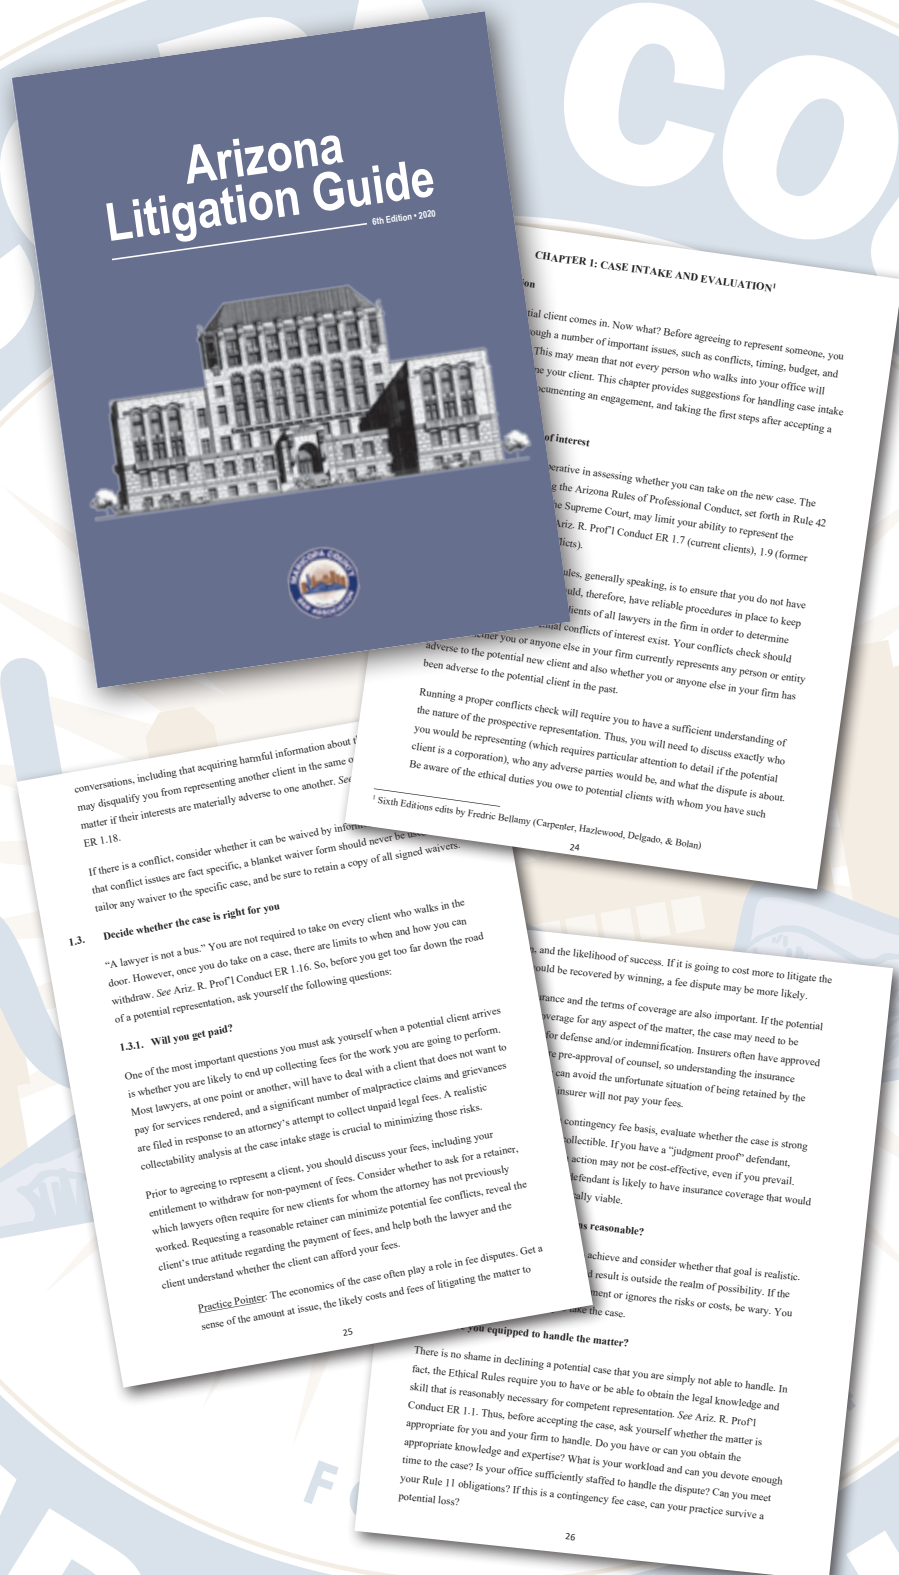 Arizona
Litigation Guide
6th Edition • 2020
MARICOPA COUNTY
BAR ASSOCIATION
CO
CHAPTER 1: CASE INTAKE AND EVALUATION¹
client comes in. Now what? Before agreeing to represent someone, you
a number of important issues, such as conflicts, timing, budget, and
This may mean that not every person who walks into your office will
your client. This chapter provides suggestions for handling case intake
an engagement, and taking the first steps after accepting a
of interest
in assessing whether you can take on the new case. The
the Arizona Rules of Professional Conduct, set forth in Rule 42
Supreme Court, may limit your ability to represent the
Ariz. R. Prof’l Conduct ER 1.7 (current clients), 1.9 (former
generally speaking, is to ensure that you do not have
therefore, have reliable procedures in place to keep
of all lawyers in the firm in order to determine
conflicts of interest exist. Your conflicts check should
you or anyone else in your firm currently represents any person or entity
adverse to the potential new client and also whether you or anyone else in your firm has
been adverse to the potential client in the past.
Running a proper conflicts check will require you to have a sufficient understanding of
the nature of the prospective representation. Thus, you will need to discuss exactly who
you would be representing (which requires particular attention to detail if the potential
client is a corporation), who any adverse parties would be, and what the dispute is about.
Be aware of the ethical duties you owe to potential clients with whom you have such
¹ Sixth Editions edits by Fredric Bellamy (Carpenter, Hazlewood, Delgado, & Bolan)
24
conversations, including that acquiring harmful information about
may disqualify you from representing another client in the same
matter if their interests are materially adverse to one another. See
ER 1.18.
If there is a conflict, consider whether it can be waived by
that conflict issues are fact specific, a blanket waiver form should never be
tailor any waiver to the specific case, and be sure to retain a copy of all signed waivers.
1.3. Decide whether the case is right for you
“A lawyer is not a bus.” You are not required to take on every client who walks in the
door. However, once you do take on a case, there are limits to when and how you can
withdraw. See Ariz. R. Prof’l Conduct ER 1.16. So, before you get too far down the road
of a potential representation, ask yourself the following questions:
1.3.1. Will you get paid?
One of the most important questions you must ask yourself when a potential client arrives
is whether you are likely to end up collecting fees for the work you are going to perform.
Most lawyers, at one point or another, will have to deal with a client that does not want to
pay for services rendered, and a significant number of malpractice claims and grievances
are filed in response to an attorney’s attempt to collect unpaid legal fees. A realistic
collectability analysis at the case intake stage is crucial to minimizing those risks.
Prior to agreeing to represent a client, you should discuss your fees, including your
entitlement to withdraw for non-payment of fees. Consider whether to ask for a retainer,
which lawyers often require for new clients for whom the attorney has not previously
worked. Requesting a reasonable retainer can minimize potential fee conflicts, reveal the
client’s true attitude regarding the payment of fees, and help both the lawyer and the
client understand whether the client can afford your fees.
Practice Pointer: The economics of the case often play a role in fee disputes. Get a
sense of the amount at issue, the likely costs and fees of litigating the matter to
25
and the likelihood of success. If it is going to cost more to litigate the
be recovered by winning, a fee dispute may be more likely.
and the terms of coverage are also important. If the potential
for any aspect of the matter, the case may need to be
for defense and/or indemnification. Insurers often have approved
pre-approval of counsel, so understanding the insurance
can avoid the unfortunate situation of being retained by the
insurer will not pay your fees.
contingency fee basis, evaluate whether the case is strong
collectible. If you have a “judgment proof” defendant,
action may not be cost-effective, even if you prevail.
defendant is likely to have insurance coverage that would
viable.
reasonable?
achieve and consider whether that goal is realistic.
result is outside the realm of possibility. If the
or ignores the risks or costs, be wary. You
take the case.
you equipped to handle the matter?
There is no shame in declining a potential case that you are simply not able to handle. In
fact, the Ethical Rules require you to have or be able to obtain the legal knowledge and
skill that is reasonably necessary for competent representation. See Ariz. R. Prof’l
Conduct ER 1.1. Thus, before accepting the case, ask yourself whether the matter is
appropriate for you and your firm to handle. Do you have or can you obtain the
appropriate knowledge and expertise? What is your workload and can you devote enough
time to the case? Is your office sufficiently staffed to handle the dispute? Can you meet
your Rule 11 obligations? If this is a contingency fee case, can your practice survive a
potential loss?
26